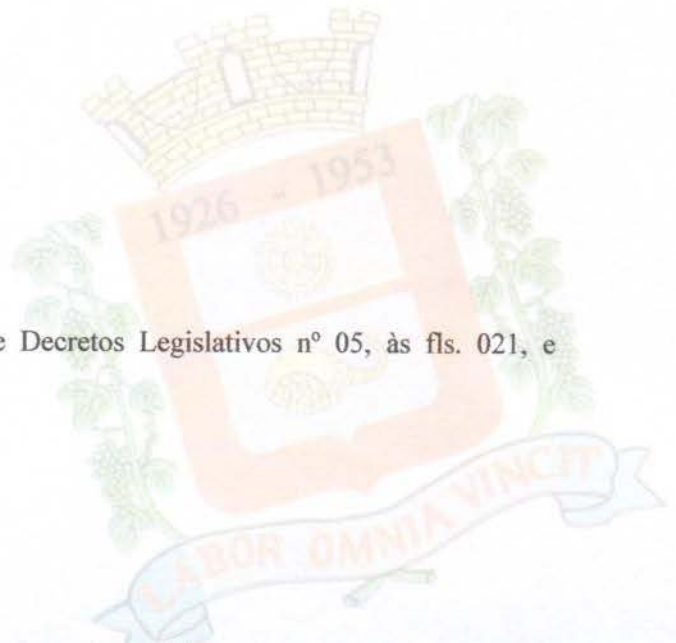 1926 - 1953
e Decretos Legislativos nº 05, às fls. 021, e
LABOR OMNIA VINCIT